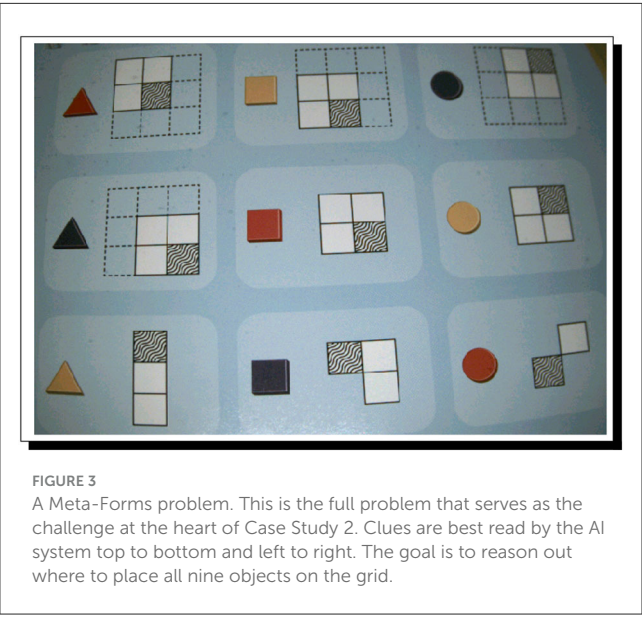 FIGURE 3
A Meta-Forms problem. This is the full problem that serves as the
challenge at the heart of Case Study 2. Clues are best read by the AI
system top to bottom and left to right. The goal is to reason out
where to place all nine objects on the grid.